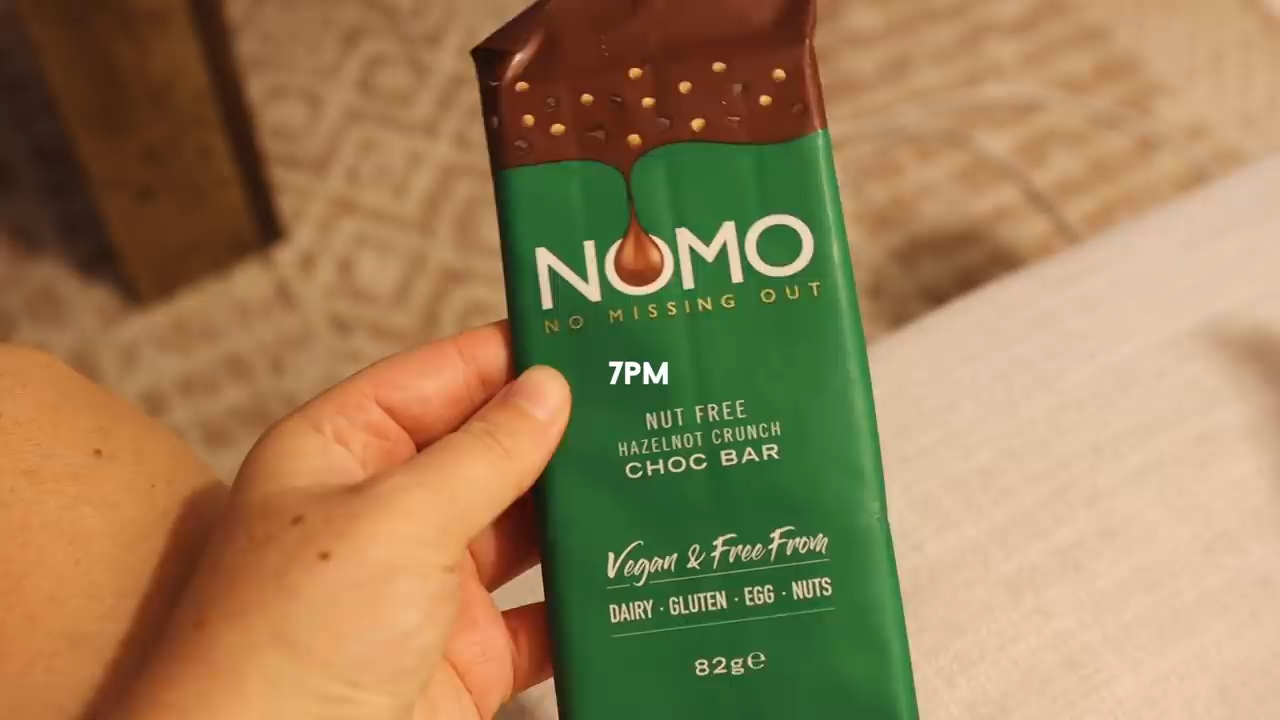 NOMO
NO MISSING OUT
7PM
NUT FREE
HAZELNOT CRUNCH
CHOC BAR
Vegan & Free From
DAIRY · GLUTEN · EGG · NUTS
82g℮